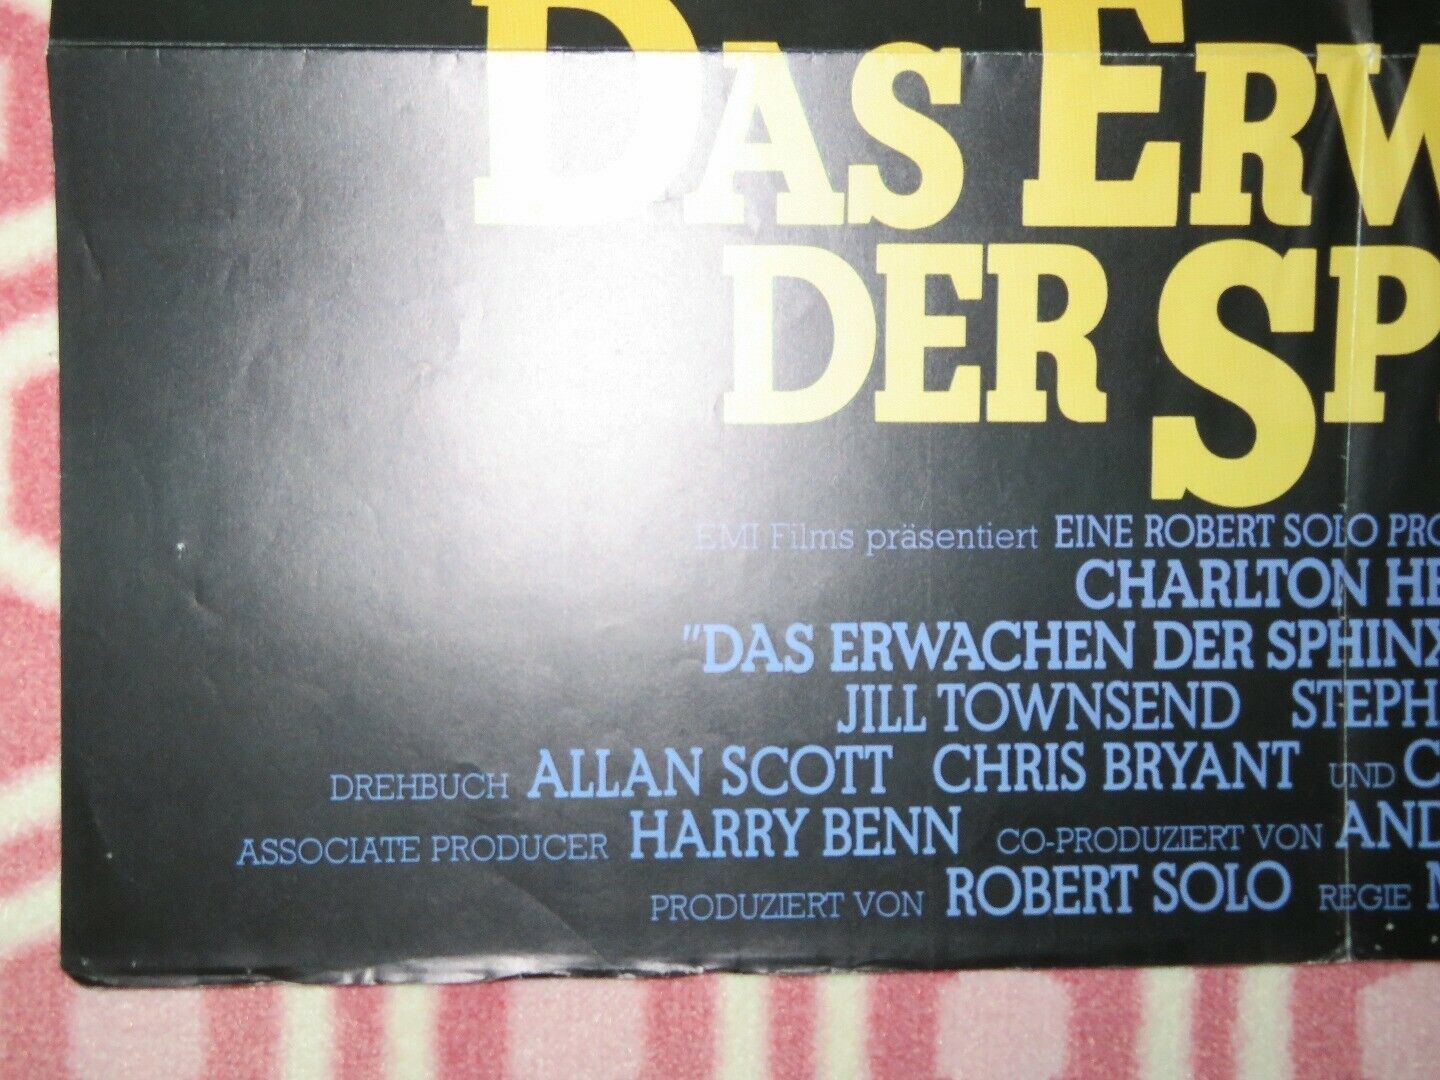 DAS ERW
DER SP
EMI Films präsentiert EINE ROBERT SOLO PRO
CHARLTON HE
"DAS ERWACHEN DER SPHINX
JILL TOWNSEND STEPH
DREHBUCH ALLAN SCOTT CHRIS BRYANT UND C
ASSOCIATE PRODUCER HARRY BENN CO-PRODUZIERT VON AND
PRODUZIERT VON ROBERT SOLO REGIE M